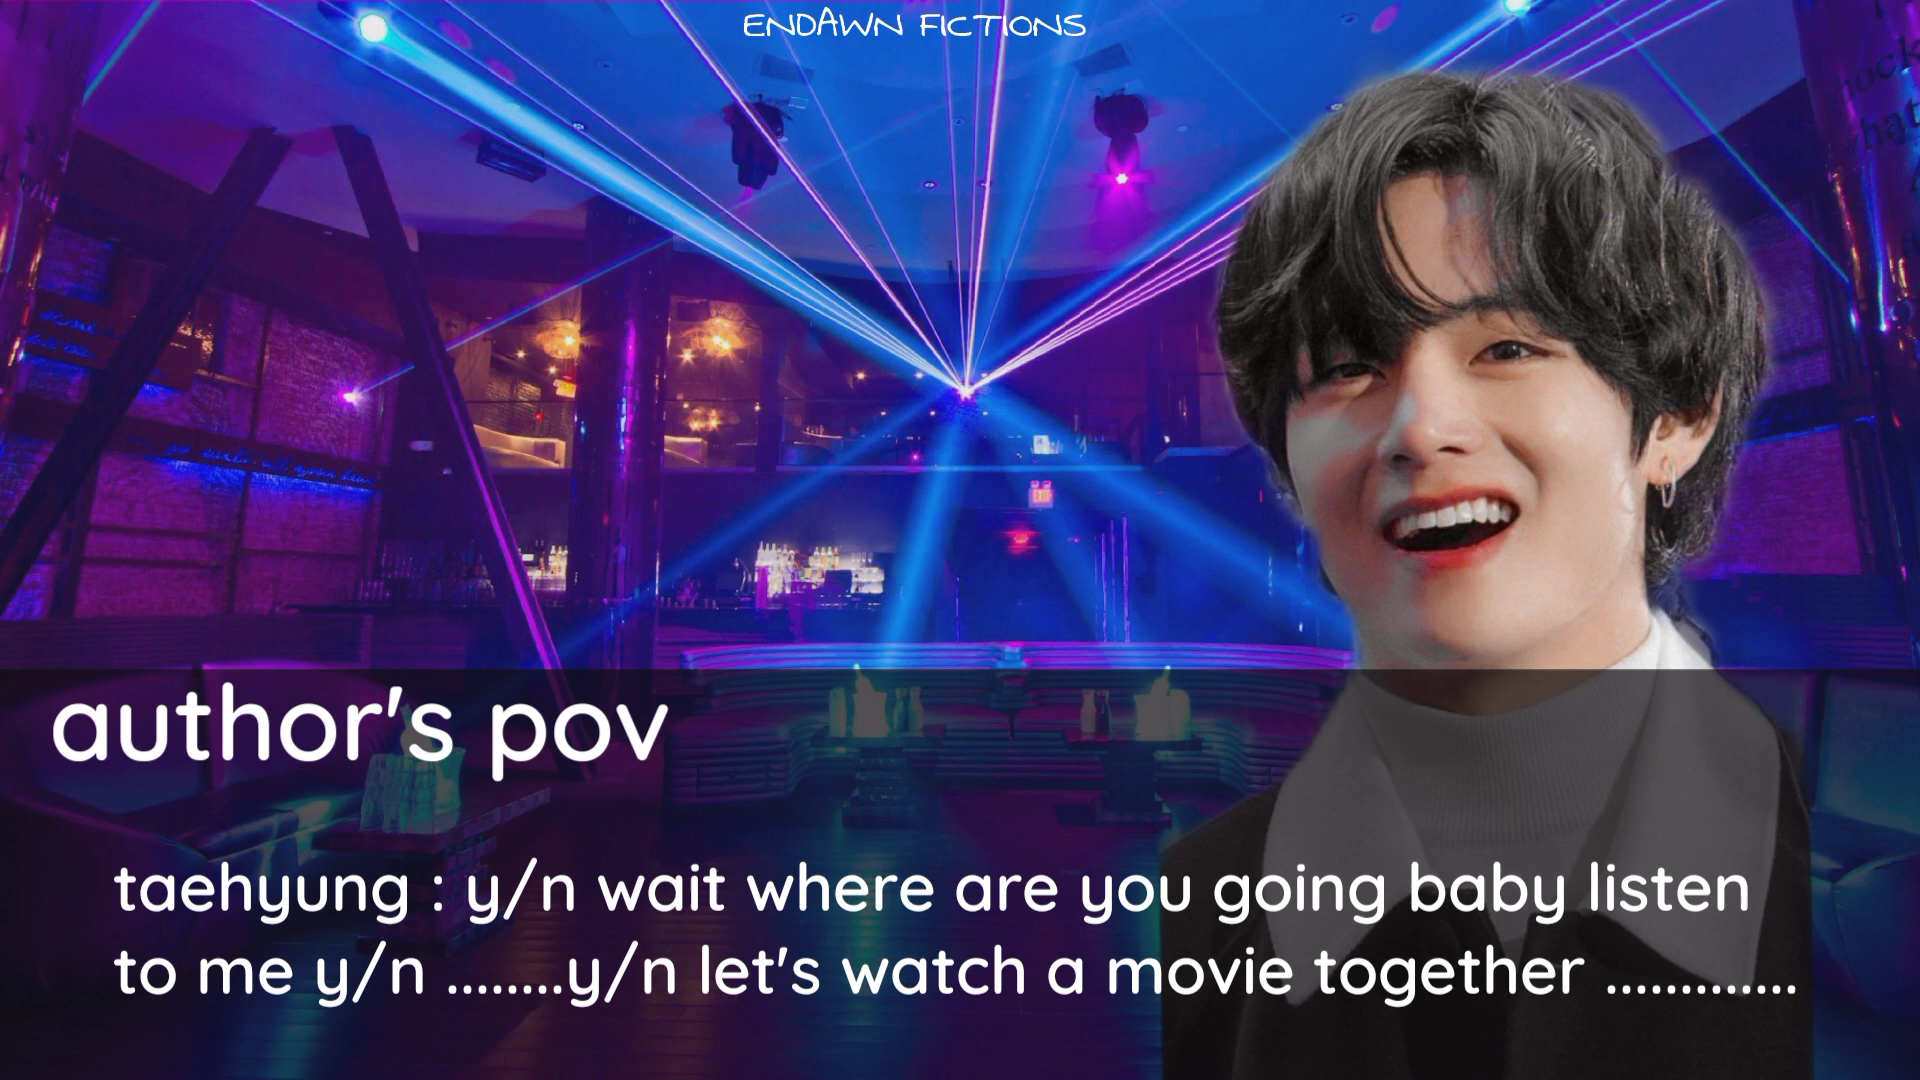 ENDAWN FICTIONS
author's pov
taehyung : y/n wait where are you going baby listen
to me y/n ........y/n let's watch a movie together .............